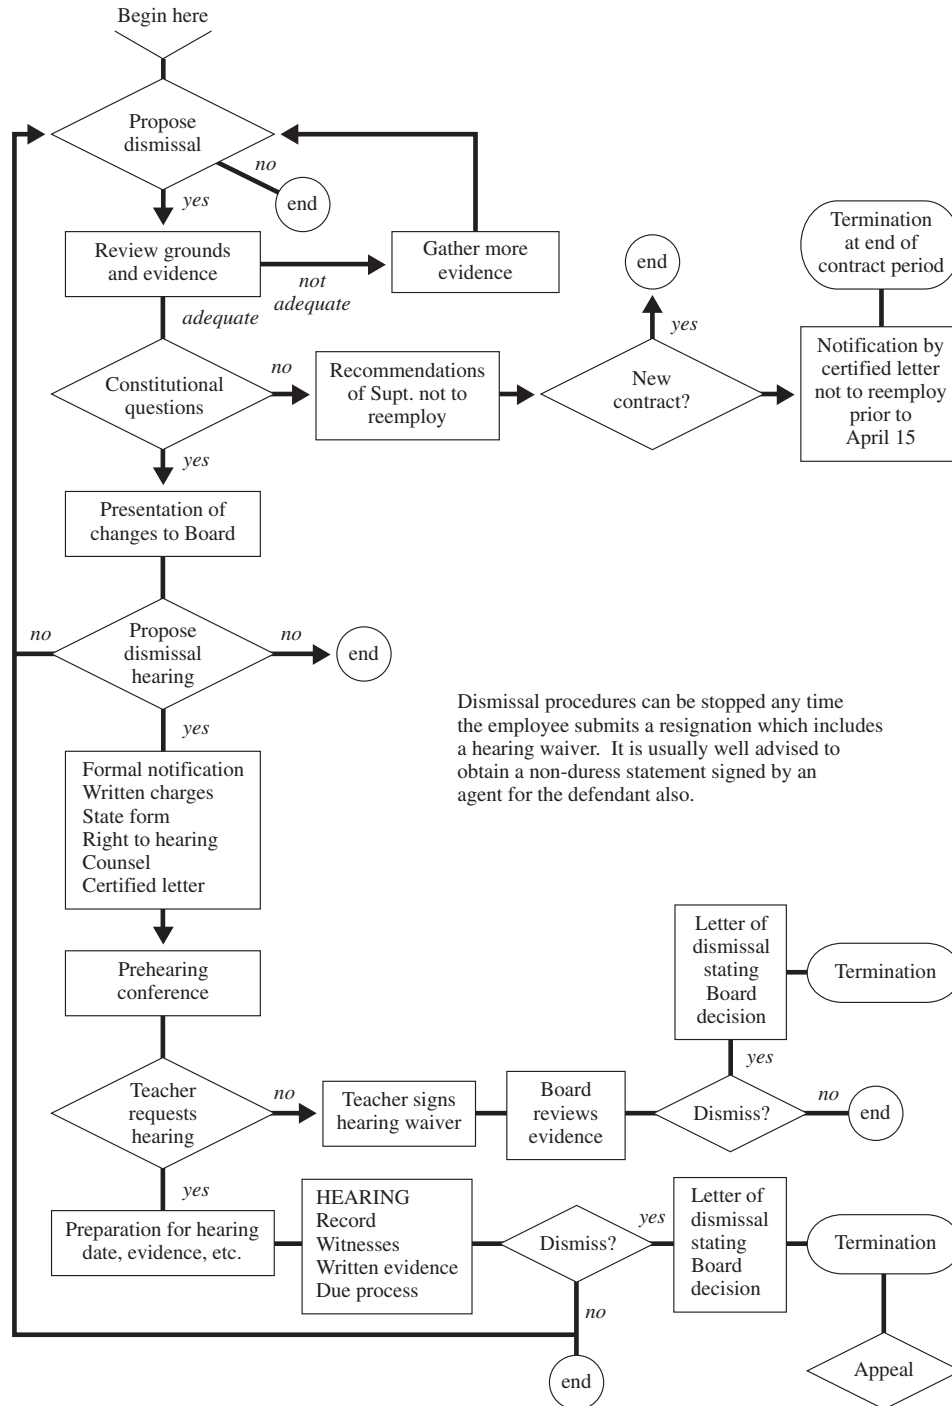 Begin here
Propose
dismissal
no
end
yes
Review grounds
and evidence
not
adequate
Gather more
evidence
adequate
Constitutional
questions
no
Recommendations
of Supt. not to
reemploy
New
contract?
yes
end
Termination
at end of
contract period
Notification by
certified letter
not to reemploy
prior to
April 15
yes
Presentation of
changes to Board
Propose
dismissal
hearing
no
no
end
yes
Dismissal procedures can be stopped any time
the employee submits a resignation which includes
a hearing waiver. It is usually well advised to
obtain a non-duress statement signed by an
agent for the defendant also.
Formal notification
Written charges
State form
Right to hearing
Counsel
Certified letter
Prehearing
conference
Teacher
requests
hearing
no
Teacher signs
hearing waiver
Board
reviews
evidence
Dismiss?
yes
Letter of
dismissal
stating
Board
decision
Termination
no
end
yes
Preparation for hearing
date, evidence, etc.
HEARING
Record
Witnesses
Written evidence
Due process
Dismiss?
yes
Letter of
dismissal
stating
Board
decision
Termination
no
end
Appeal